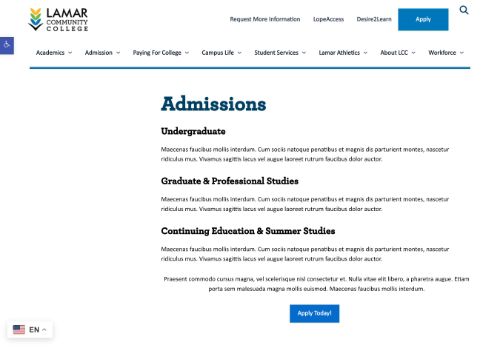 LAMAR
COMMUNITY
COLLEGE
Request More Information LopeAccess Desire2Learn Apply
Academics Admission Paying For College Campus Life Student Services Lamar Athletics About LCC Workforce
Admissions
Undergraduate
Maecenas faucibus mollis interdum. Cum sociis natoque penatibus et magnis dis parturient montes, nascetur
ridiculus mus. Vivamus sagittis lacus vel augue laoreet rutrum faucibus dolor auctor.
Graduate & Professional Studies
Maecenas faucibus mollis interdum. Cum sociis natoque penatibus et magnis dis parturient montes, nascetur
ridiculus mus. Vivamus sagittis lacus vel augue laoreet rutrum faucibus dolor auctor.
Continuing Education & Summer Studies
Maecenas faucibus mollis interdum. Cum sociis natoque penatibus et magnis dis parturient montes, nascetur
ridiculus mus. Vivamus sagittis lacus vel augue laoreet rutrum faucibus dolor auctor.
Praesent commodo cursus magna, vel scelerisque nisl consectetur et. Nulla vitae elit libero, a pharetra augue. Etiam
porta sem malesuada magna mollis euismod. Maecenas faucibus mollis interdum.
Apply Today!
EN